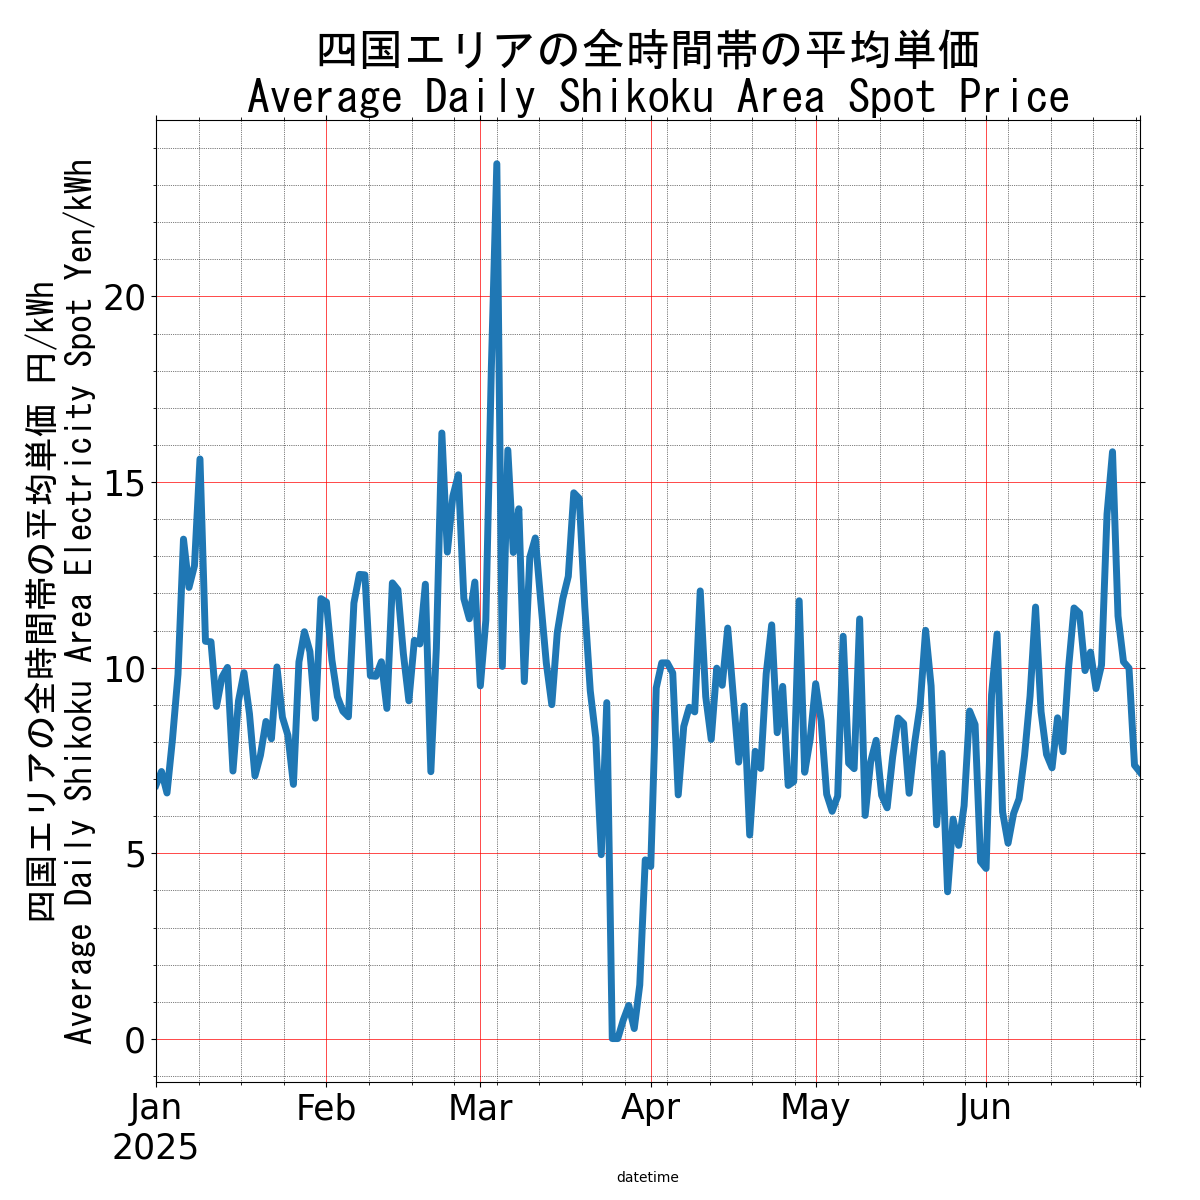 四国エリアの全時間帯の平均単価
Average Daily Shikoku Area Spot Price
四国エリアの全時間帯の平均単価 円/kWh
Average Daily Shikoku Area Electricity Spot Yen/kWh
20
15
10
5
0
Jan Feb Mar Apr May Jun
2025
datetime